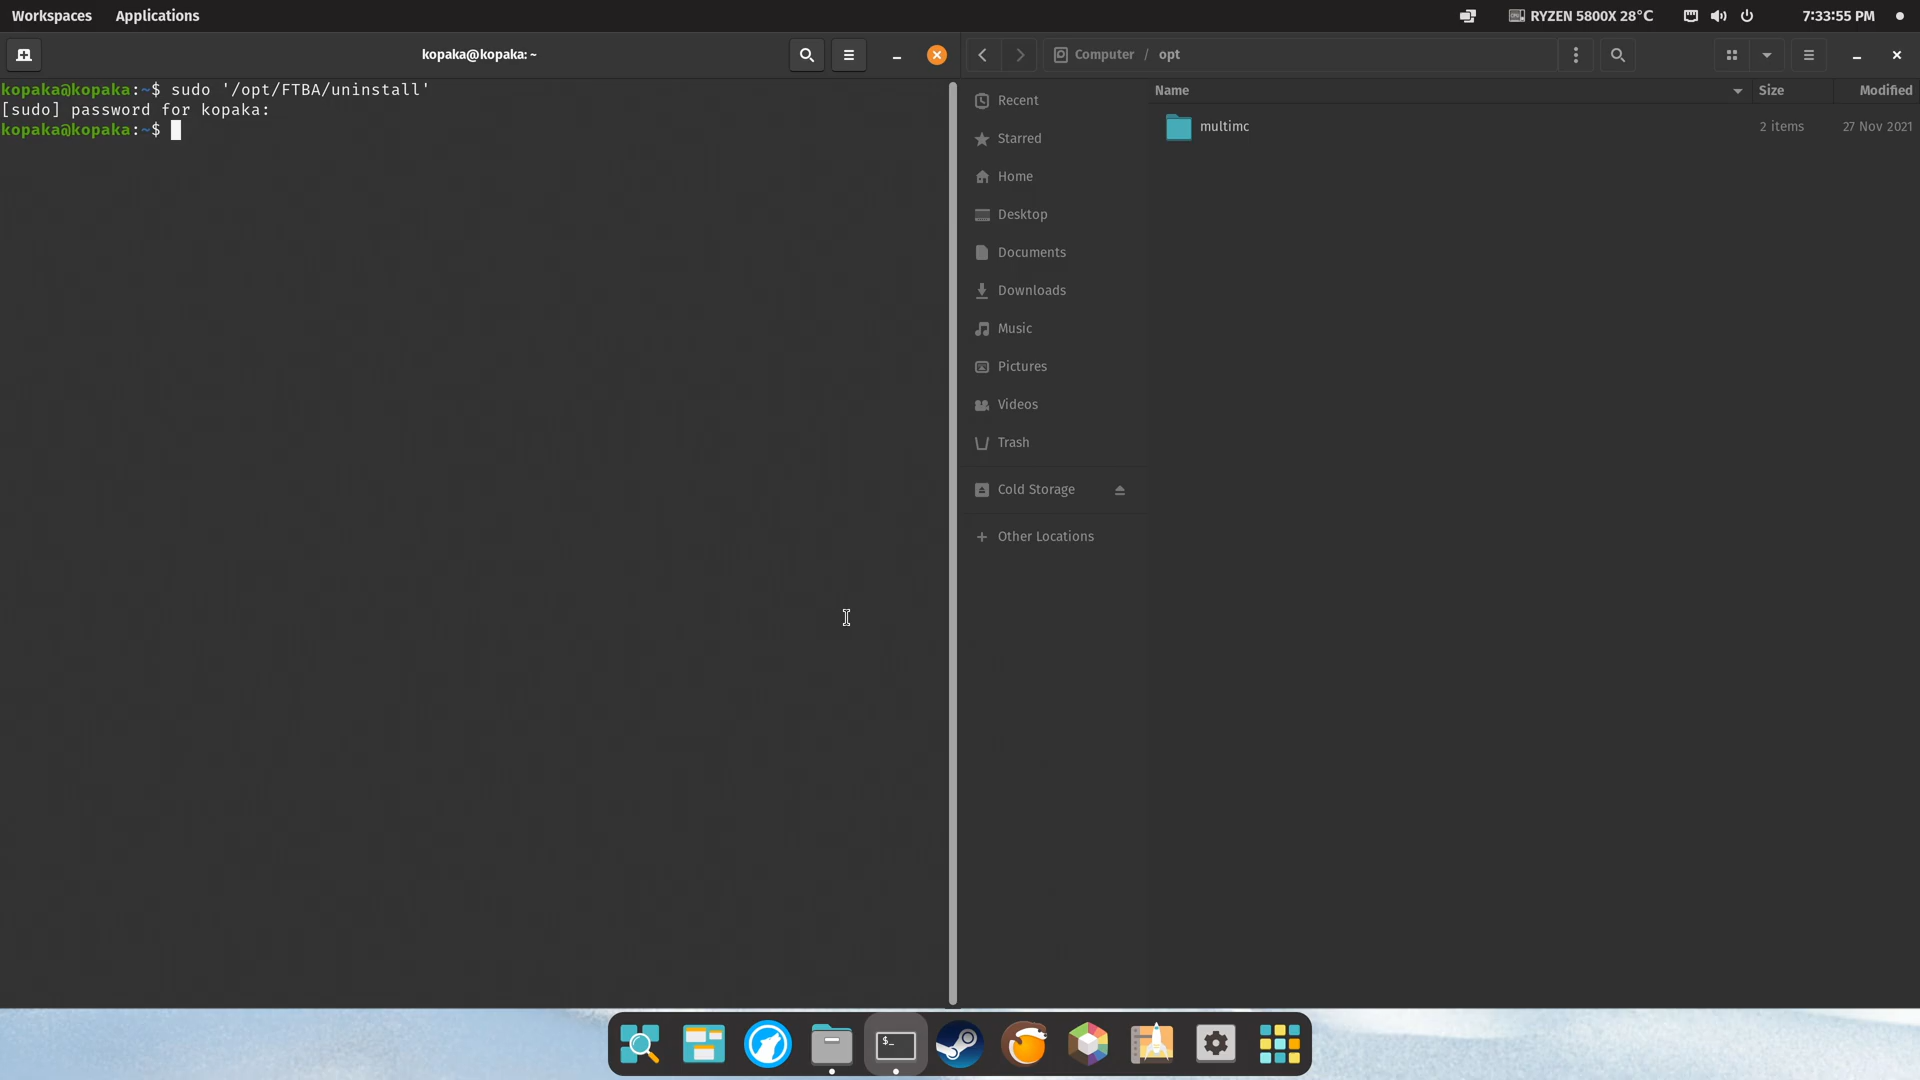 Workspaces Applications RYZEN 5800X 28°C 7:33:55 PM
kopaka@kopaka: ~ Computer / opt
kopaka@kopaka:~$ sudo '/opt/FTBA/uninstall'
[sudo] password for kopaka:
kopaka@kopaka:~$
Name Size Modified
multimc 2 items 27 Nov 2021
Recent
Starred
Home
Desktop
Documents
Downloads
Music
Pictures
Videos
Trash
Cold Storage
+ Other Locations
$_